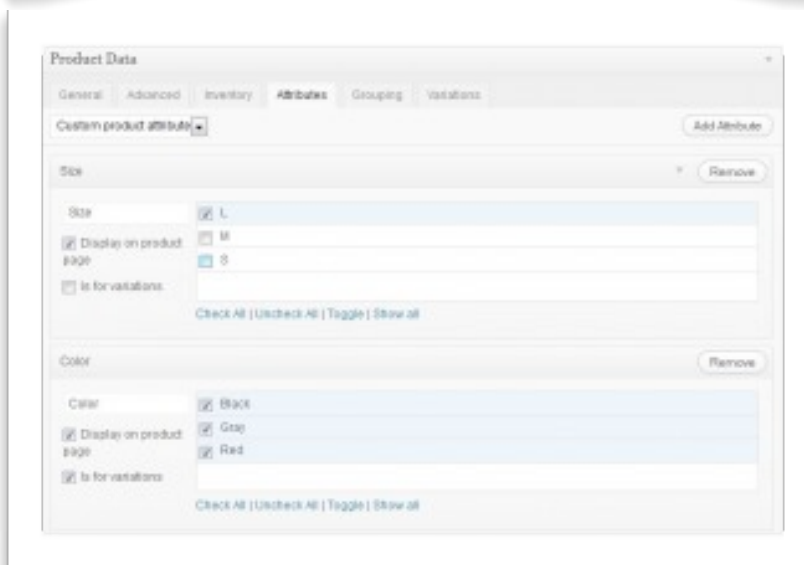 Product Data
General Advanced Inventory Attributes Grouping Variations
Custom product attribute Add Attribute
Size Remove
Size
L
M
S
Display on product page
Is for variations
Check All | Uncheck All | Toggle | Show all
Color Remove
Color
Black
Gray
Red
Display on product page
Is for variations
Check All | Uncheck All | Toggle | Show all